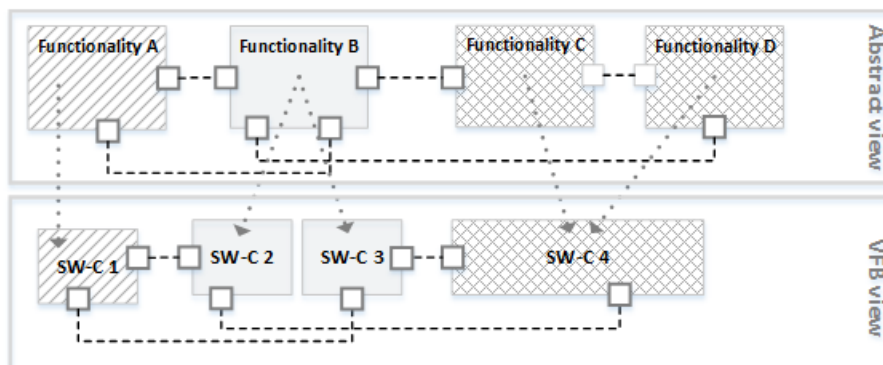 Functionality A
Functionality B
Functionality C
Functionality D
Abstract view
SW-C 1
SW-C 2
SW-C 3
SW-C 4
VFB view